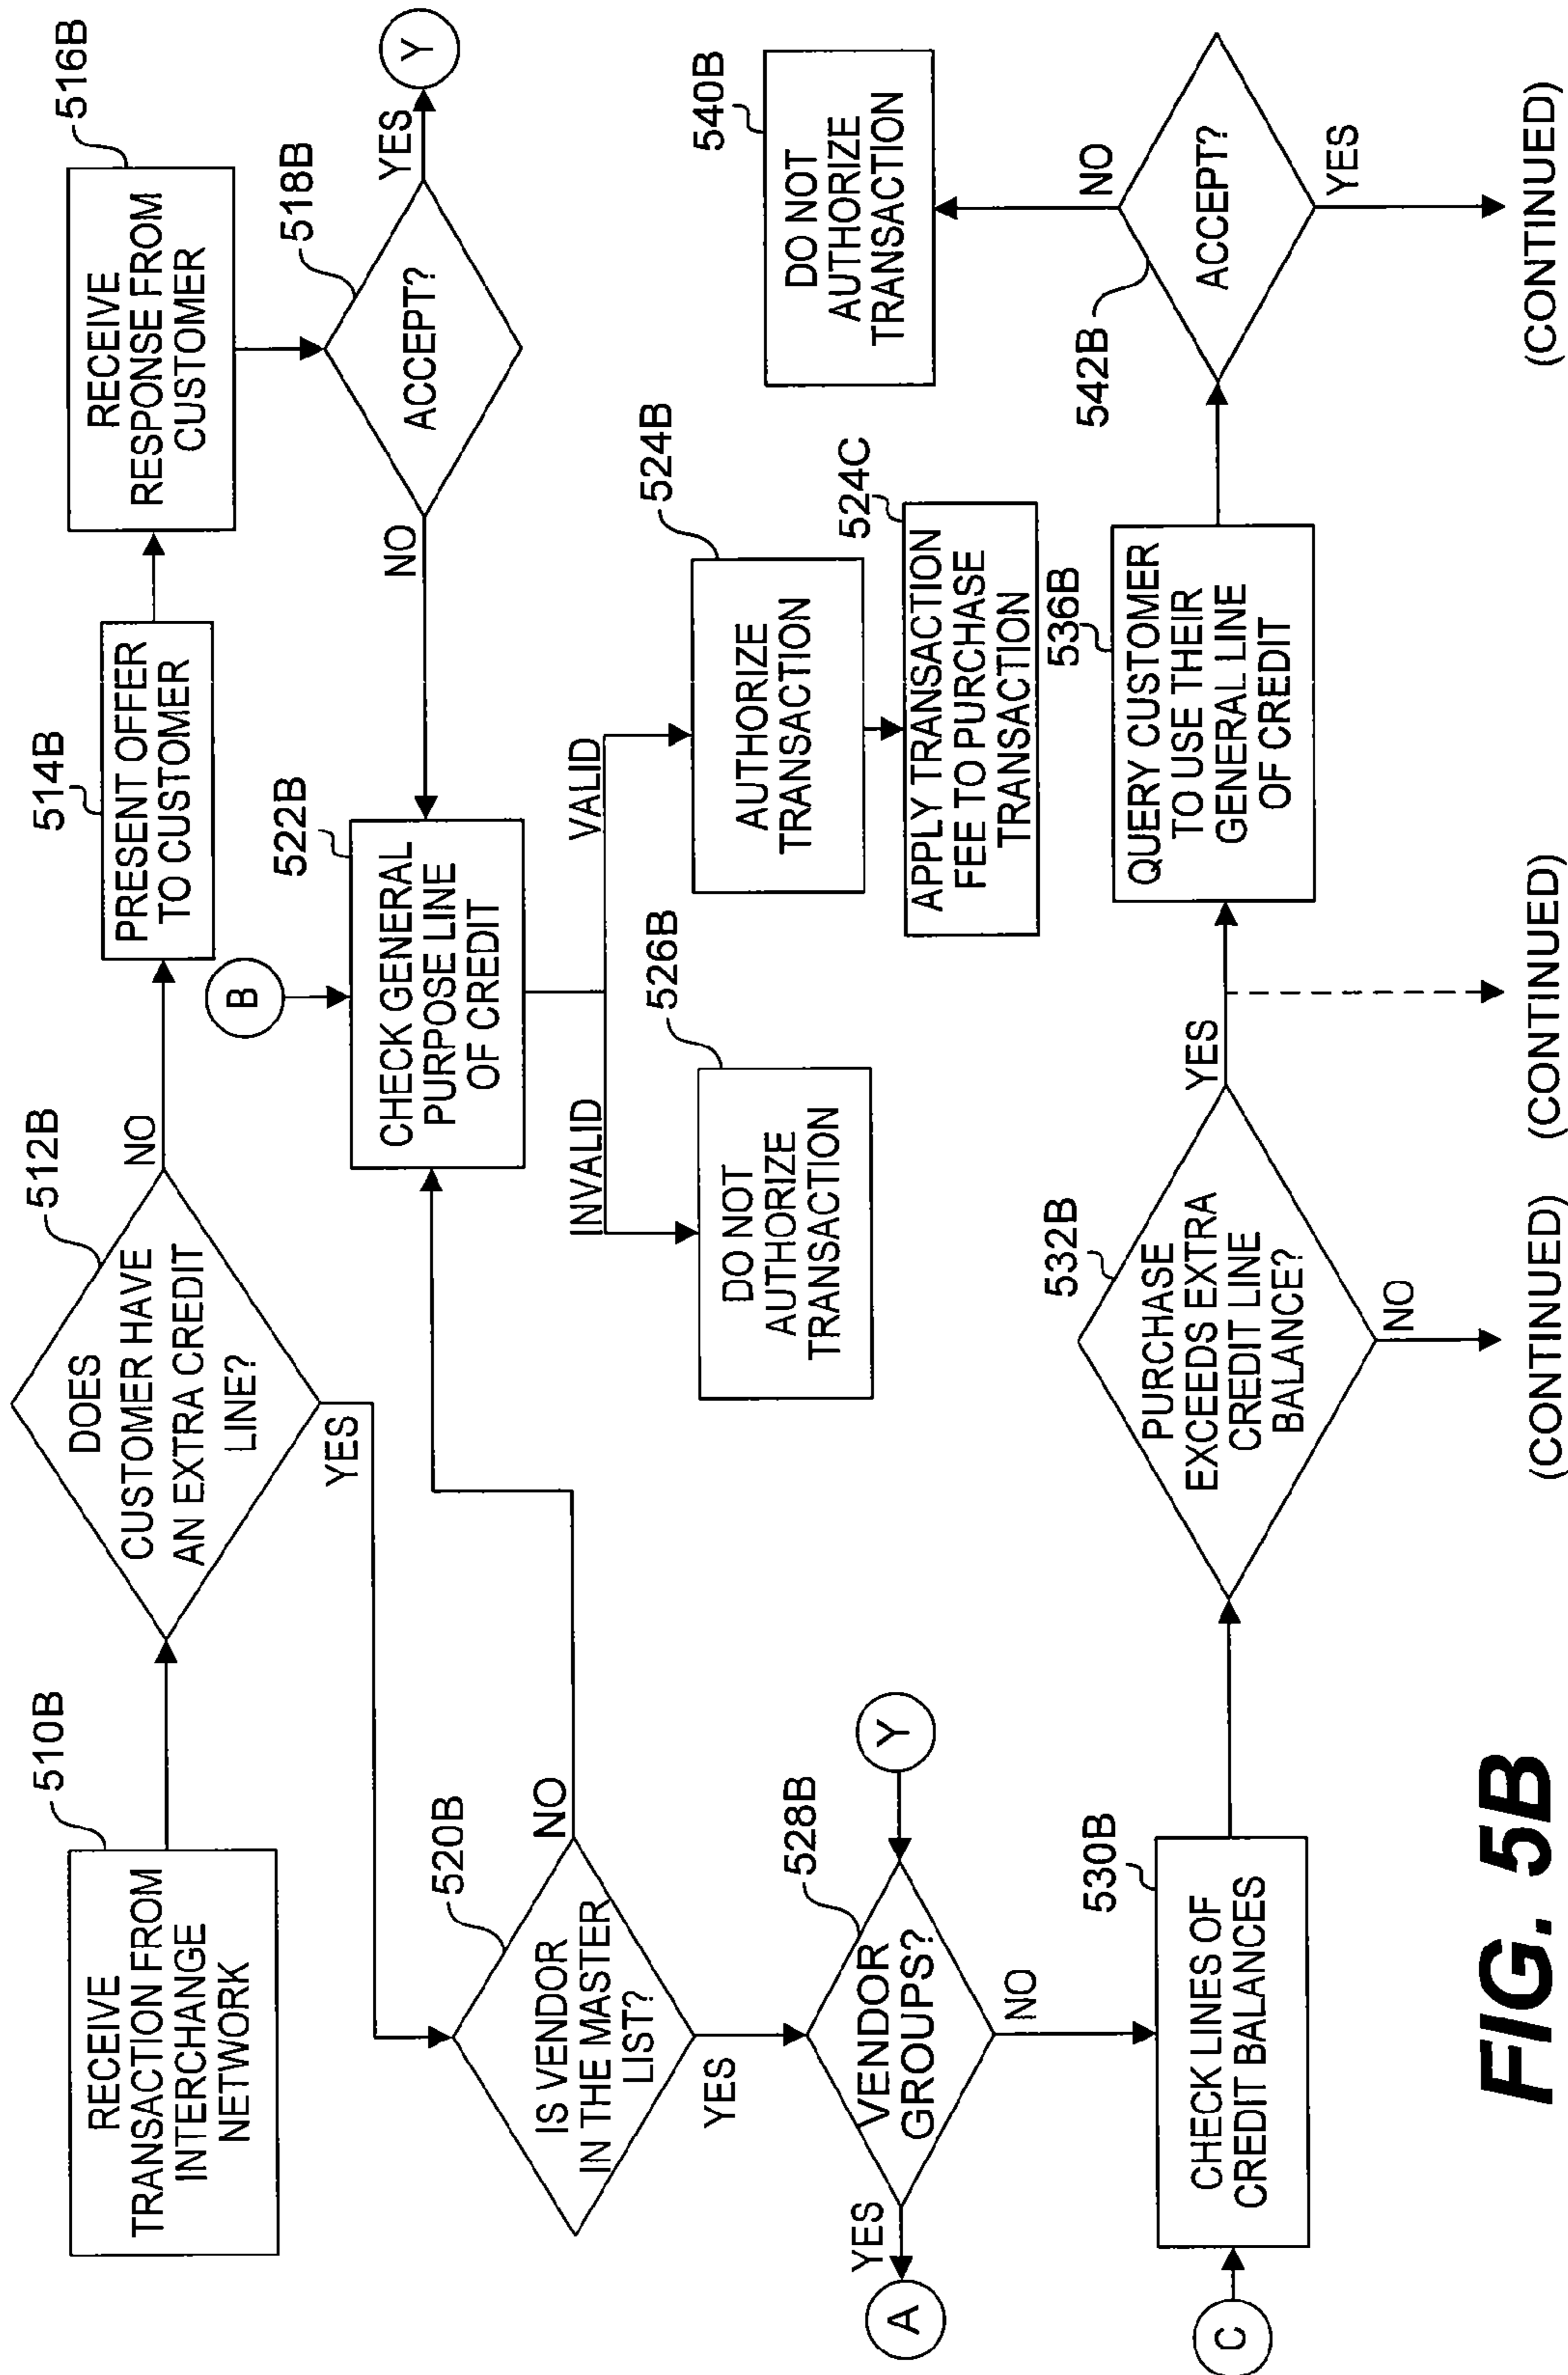 510B
RECEIVE
TRANSACTION FROM
INTERCHANGE
NETWORK
512B
DOES
CUSTOMER HAVE
AN EXTRA CREDIT
LINE?
NO
YES
514B
PRESENT OFFER
TO CUSTOMER
516B
RECEIVE
RESPONSE FROM
CUSTOMER
518B
ACCEPT?
YES
Y
NO
B
522B
CHECK GENERAL
PURPOSE LINE
OF CREDIT
INVALID
VALID
526B
DO NOT
AUTHORIZE
TRANSACTION
524B
AUTHORIZE
TRANSACTION
524C
APPLY TRANSACTION
FEE TO PURCHASE
TRANSACTION
520B
IS VENDOR
IN THE MASTER
LIST?
NO
YES
528B
VENDOR
GROUPS?
Y
YES
A
NO
530B
CHECK LINES OF
CREDIT BALANCES
C
532B
PURCHASE
EXCEEDS EXTRA
CREDIT LINE
BALANCE?
YES
NO
536B
QUERY CUSTOMER
TO USE THEIR
GENERAL LINE
OF CREDIT
542B
ACCEPT?
NO
YES
540B
DO NOT
AUTHORIZE
TRANSACTION
(CONTINUED)
(CONTINUED)
(CONTINUED)
FIG. 5B